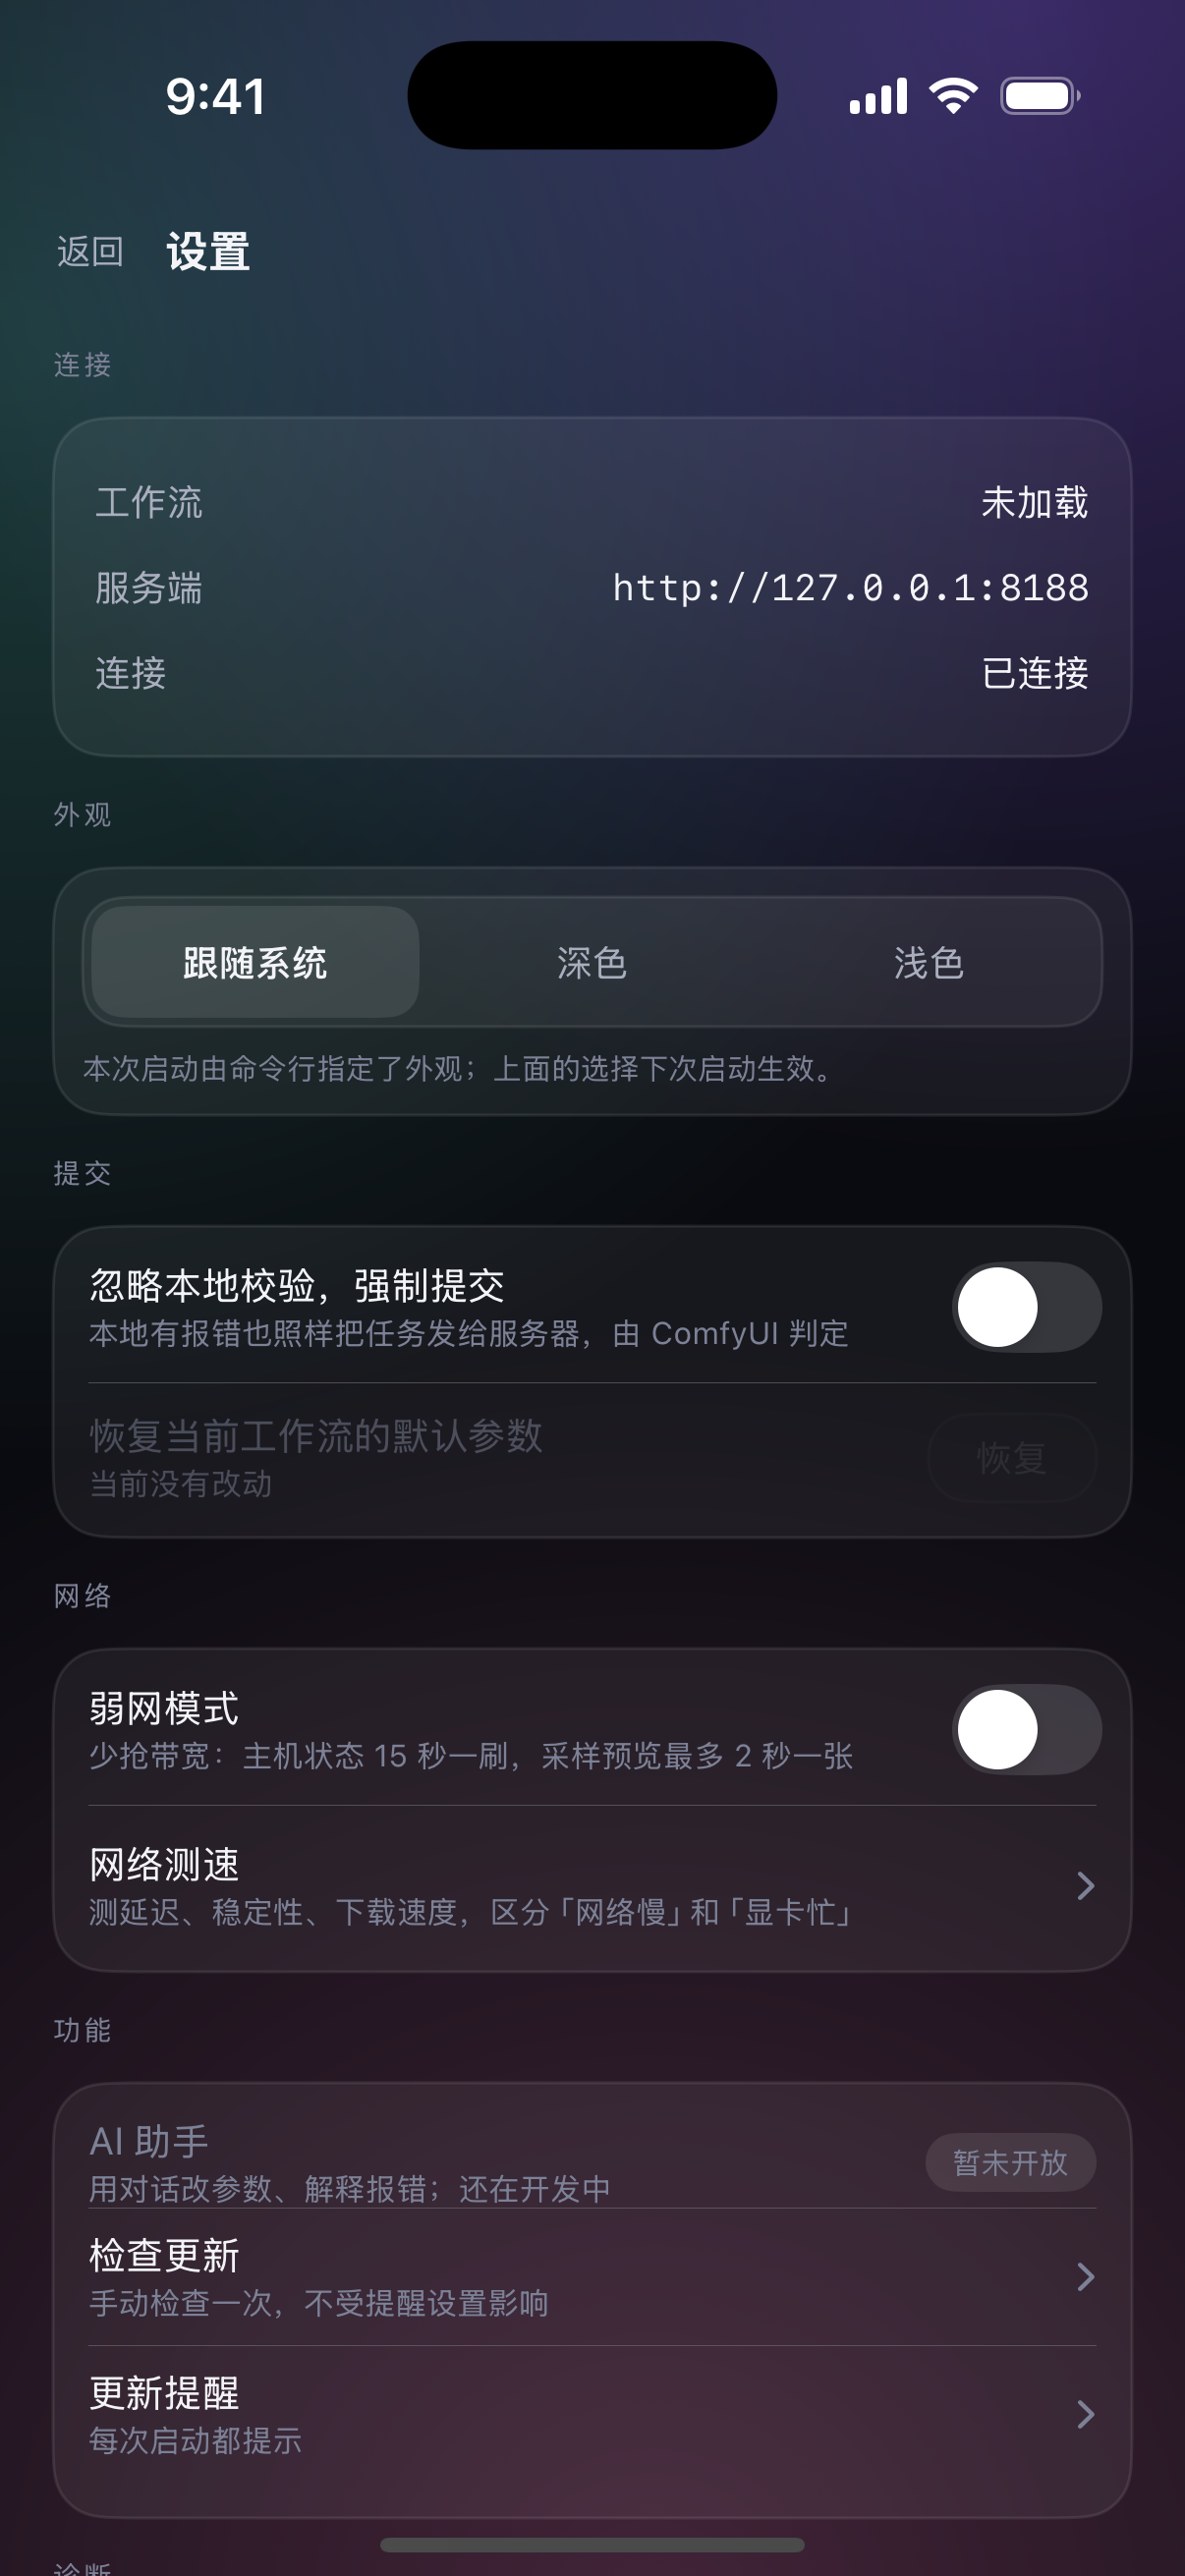 9:41
返回 设置
连接
工作流 未加载
服务端 http://127.0.0.1:8188
连接 已连接
外观
跟随系统 深色 浅色
本次启动由命令行指定了外观；上面的选择下次启动生效。
提交
忽略本地校验，强制提交
本地有报错也照样把任务发给服务器，由 ComfyUI 判定
恢复当前工作流的默认参数 恢复
当前没有改动
网络
弱网模式
少抢带宽：主机状态 15 秒一刷，采样预览最多 2 秒一张
网络测速
测延迟、稳定性、下载速度，区分「网络慢」和「显卡忙」
功能
AI 助手 暂未开放
用对话改参数、解释报错；还在开发中
检查更新
手动检查一次，不受提醒设置影响
更新提醒
每次启动都提示
诊断